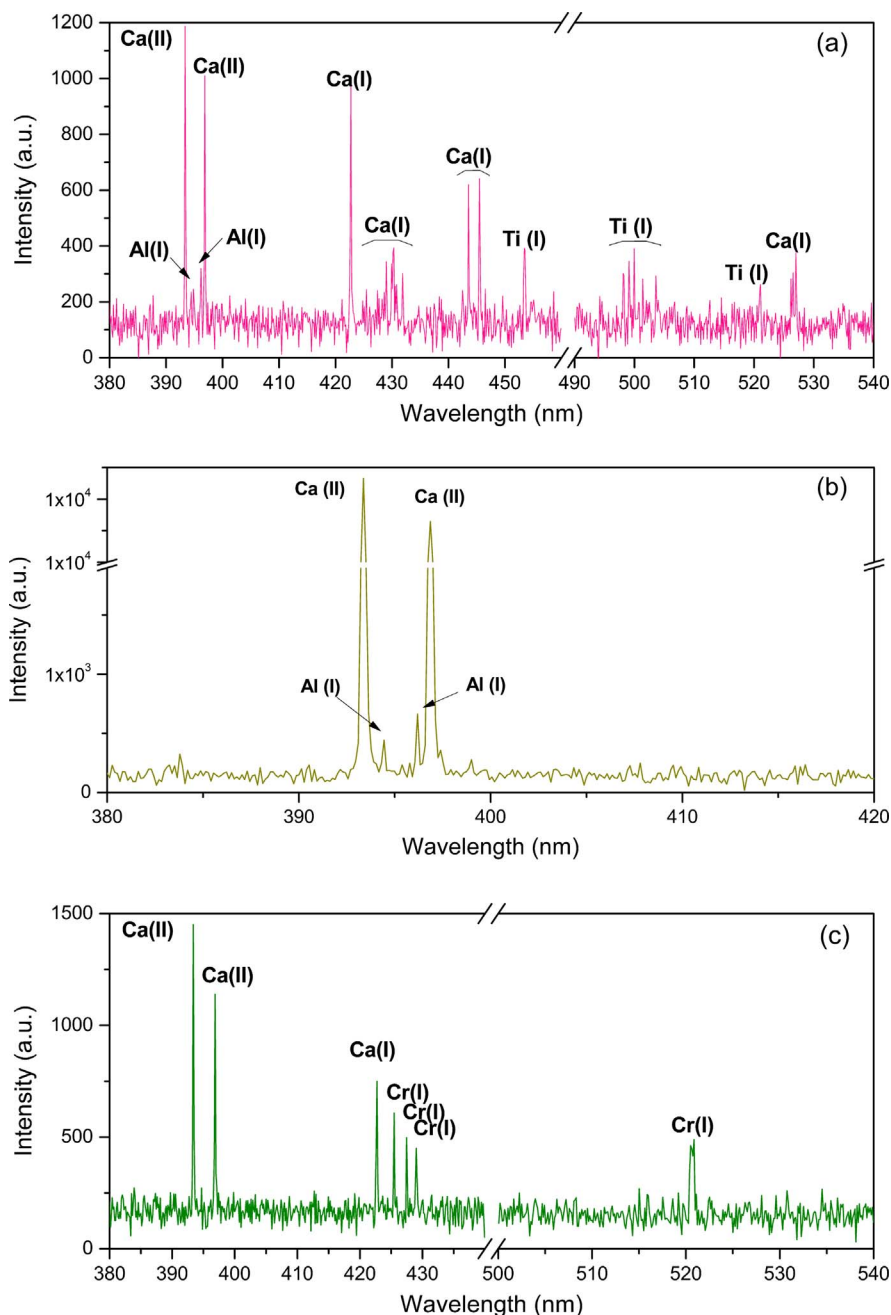 (a)
Ca(II)
Ca(II)
Ca(I)
Ca(I)
Ca(I)
Al(I)
Al(I)
Ti (I)
Ti (I)
Ti (I)
Ca(I)
1200
1000
800
600
400
200
0
Intensity (a.u.)
380 390 400 410 420 430 440 450 490 500 510 520 530 540
Wavelength (nm)
(b)
Ca (II)
Ca (II)
Al (I)
Al (I)
1x10⁴
1x10⁴
1x10³
0
Intensity (a.u.)
380 390 400 410 420
Wavelength (nm)
(c)
Ca(II)
Ca(II)
Ca(I)
Cr(I)
Cr(I)
Cr(I)
Cr(I)
1500
1000
500
0
Intensity (a.u.)
380 390 400 410 420 430 500 510 520 530 540
Wavelength (nm)